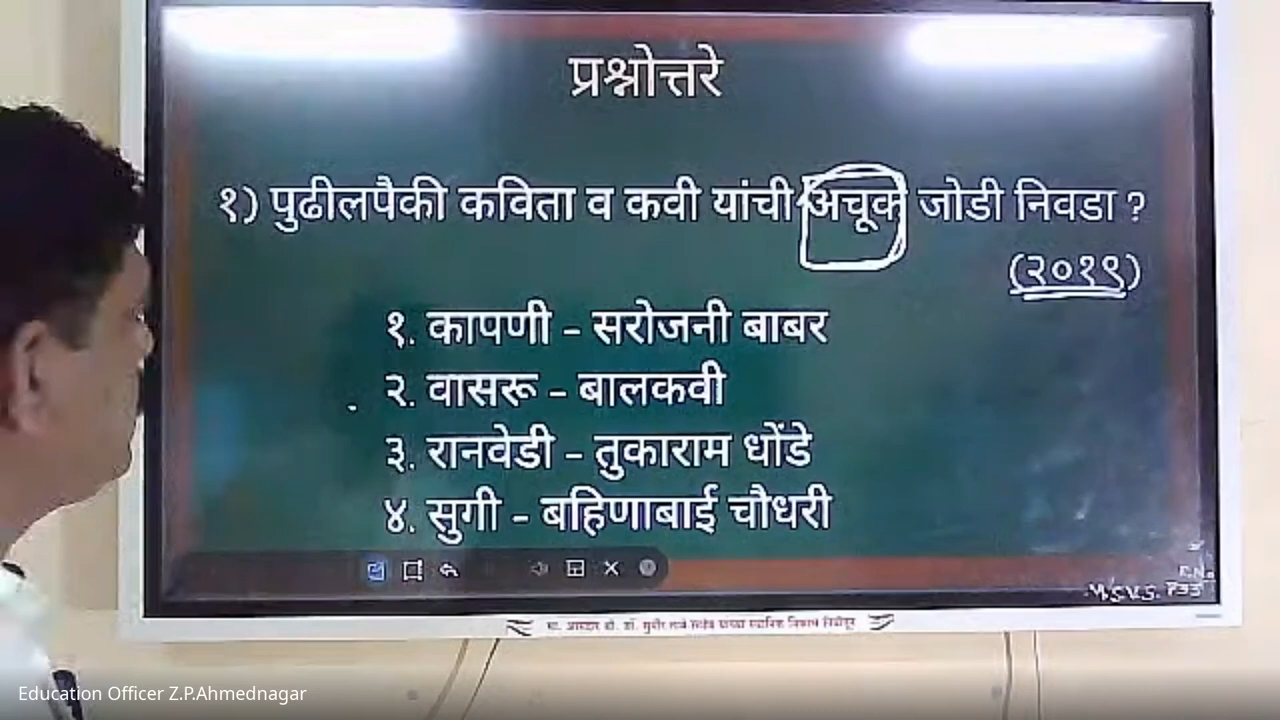 प्रश्नोत्तरे
१) पुढीलपैकी कविता व कवी यांची अचूक जोडी निवडा ?
(२०१९)
१. कापणी - सरोजनी बाबर
२. वासरू - बालकवी
३. रानवेडी - तुकाराम धोंडे
४. सुगी - बहिणाबाई चौधरी
Education Officer Z.P.Ahmednagar